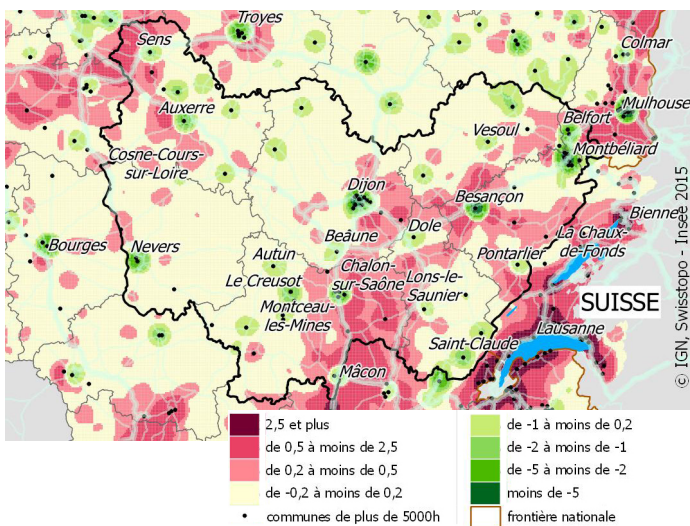 Troyes
Sens
Colmar
Auxerre
Mulhouse
Belfort
Vesoul
Montbéliard
Cosne-Cours-
sur-Loire
Dijon
Besançon
Bienne
Beaune
Dole
La Chaux-
de-Fonds
Bourges
Nevers
Autun
Pontarlier
Le Creusot
Chalon-
sur-Saône
Lons-le-
Saunier
Montceau-
les-Mines
SUISSE
Lausanne
Saint-Claude
Mâcon
© IGN, Swisstopo - Insee 2015
2,5 et plus
de 0,5 à moins de 2,5
de 0,2 à moins de 0,5
de -0,2 à moins de 0,2
communes de plus de 5000h
de -1 à moins de 0,2
de -2 à moins de -1
de -5 à moins de -2
moins de -5
frontière nationale